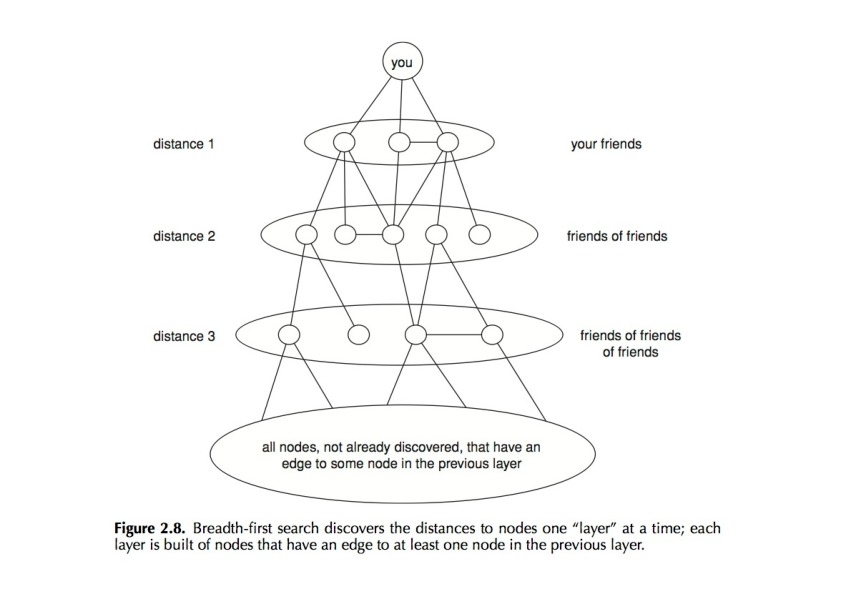 you
distance 1
your friends
distance 2
friends of friends
distance 3
friends of friends
of friends
all nodes, not already discovered, that have an
edge to some node in the previous layer
Figure 2.8. Breadth-first search discovers the distances to nodes one “layer” at a time; each
layer is built of nodes that have an edge to at least one node in the previous layer.